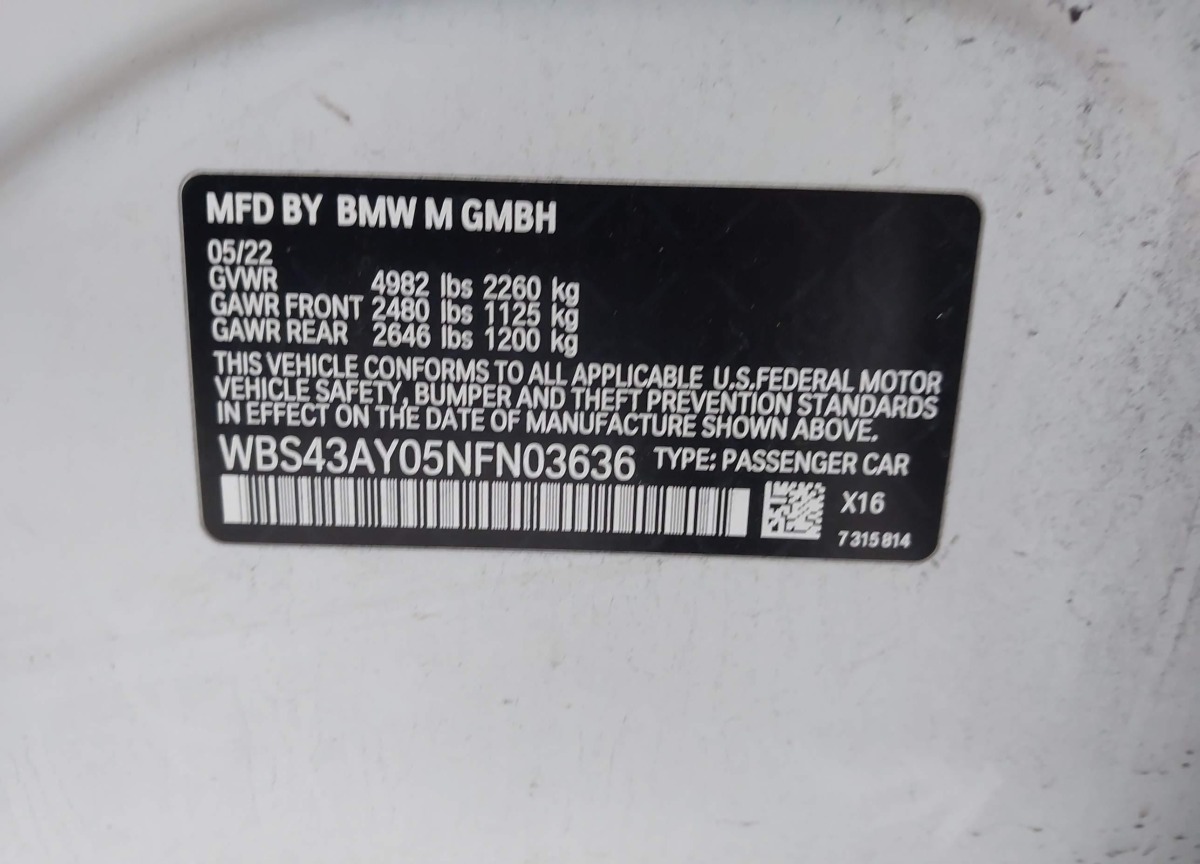 MFD BY BMW M GMBH
05/22
GVWR 4982 lbs 2260 kg
GAWR FRONT 2480 lbs 1125 kg
GAWR REAR 2646 lbs 1200 kg
THIS VEHICLE CONFORMS TO ALL APPLICABLE U.S.FEDERAL MOTOR
VEHICLE SAFETY, BUMPER AND THEFT PREVENTION STANDARDS
IN EFFECT ON THE DATE OF MANUFACTURE SHOWN ABOVE.
WBS43AY05NFN03636 TYPE: PASSENGER CAR
X16
7 315 814